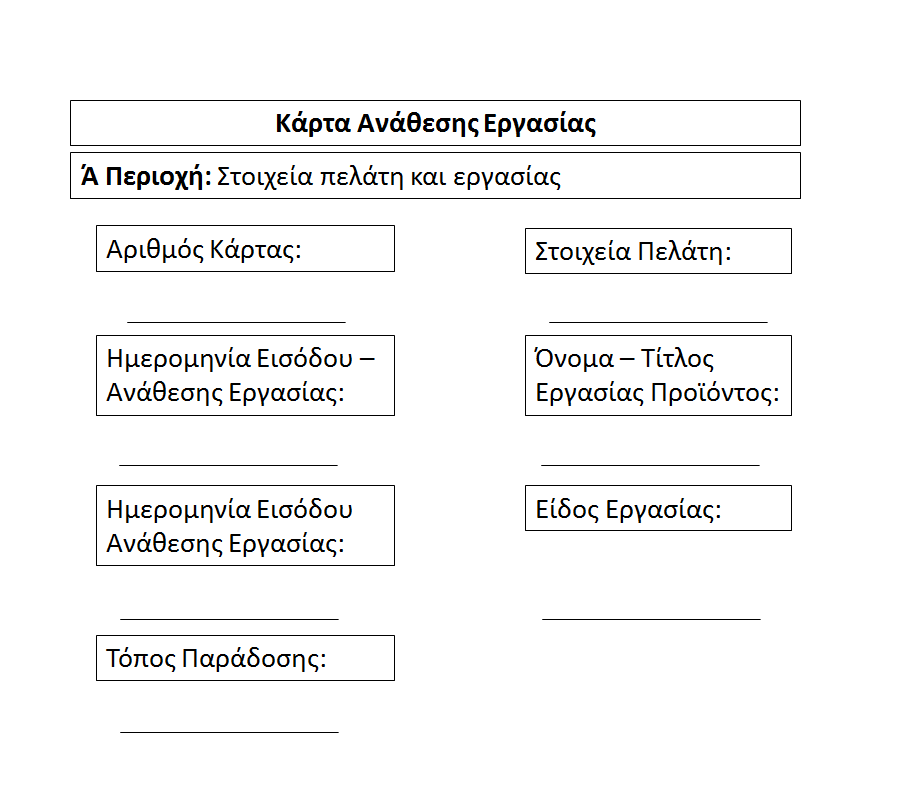 Κάρτα Ανάθεσης Εργασίας
Ά Περιοχή: Στοιχεία πελάτη και εργασίας
Αριθμός Κάρτας:
Στοιχεία Πελάτη:
Ημερομηνία Εισόδου –
Ανάθεσης Εργασίας:
Όνομα – Τίτλος
Εργασίας Προϊόντος:
Ημερομηνία Εισόδου
Ανάθεσης Εργασίας:
Είδος Εργασίας:
Τόπος Παράδοσης: